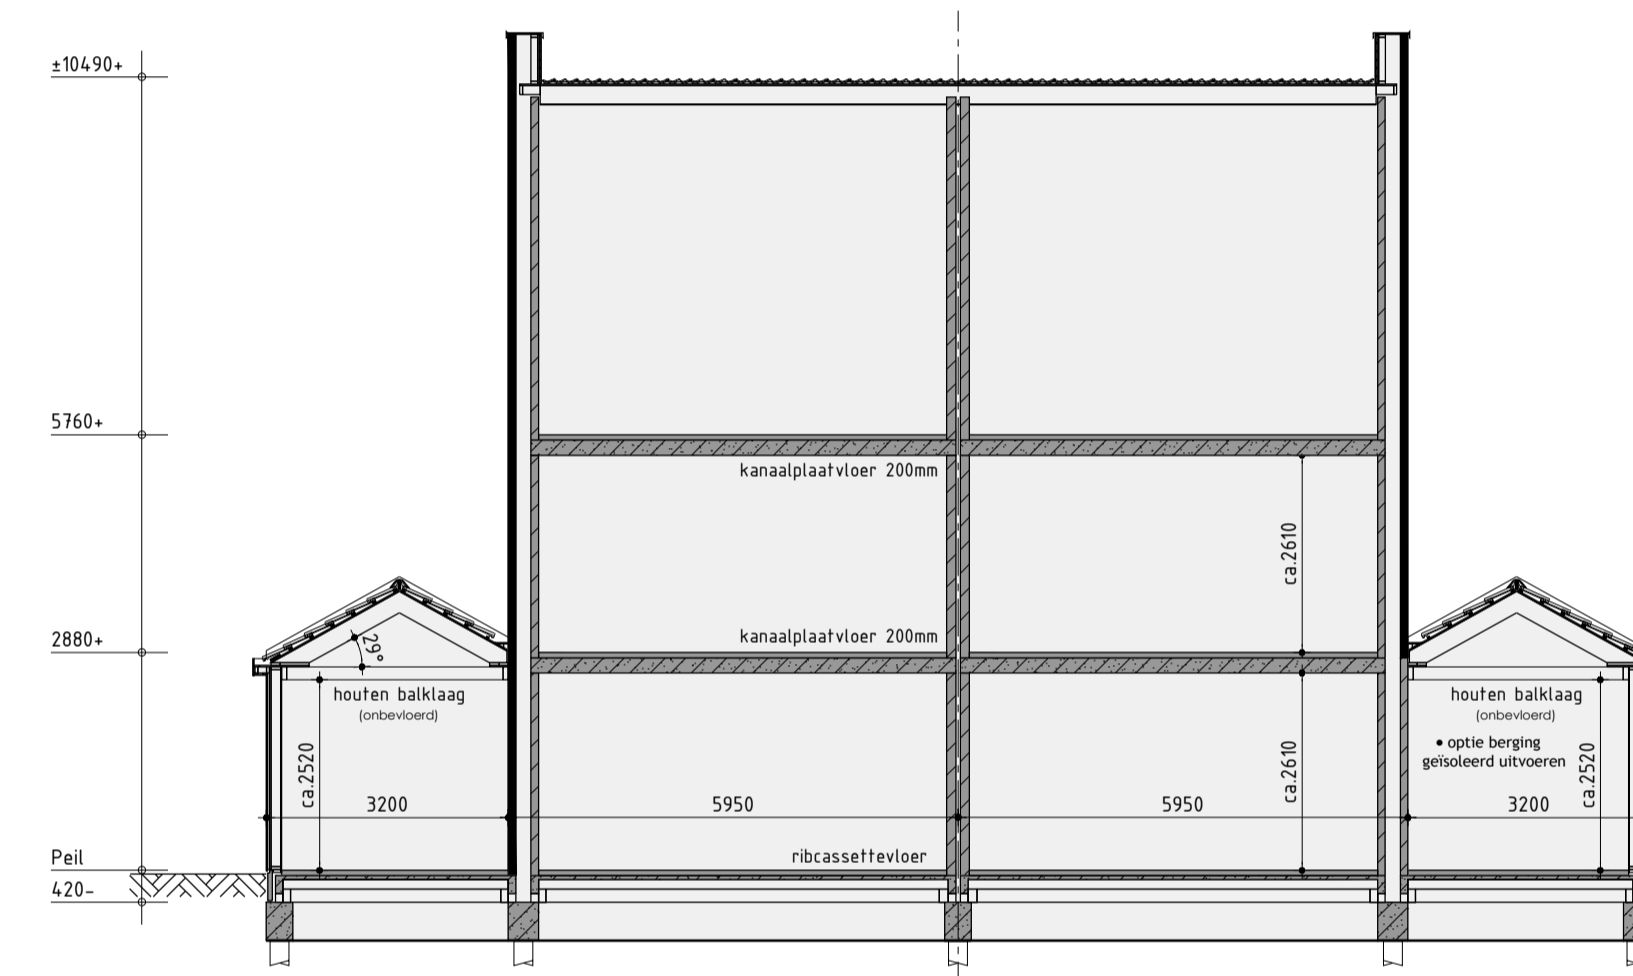 ±10490+
5760+
kanaalplaatvloer 200mm
ca.2610
kanaalplaatvloer 200mm
2880+
29°
houten balklaag
(onbevloerd)
houten balklaag
(onbevloerd)
• optie berging
geïsoleerd uitvoeren
ca.2520
ca.2610
ca.2520
3200
5950
5950
3200
Peil
ribcassettevloer
420-